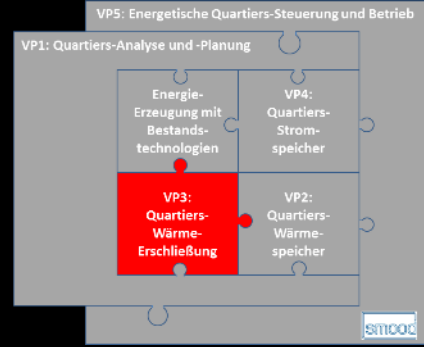 VP5: Energetische Quartiers-Steuerung und Betrieb
VP1: Quartiers-Analyse und -Planung
Energie-
Erzeugung mit
Bestands-
technologien
VP4:
Quartiers-
Strom-
speicher
VP3:
Quartiers-
Wärme-
Erschließung
VP2:
Quartiers-
Wärme-
speicher
smood